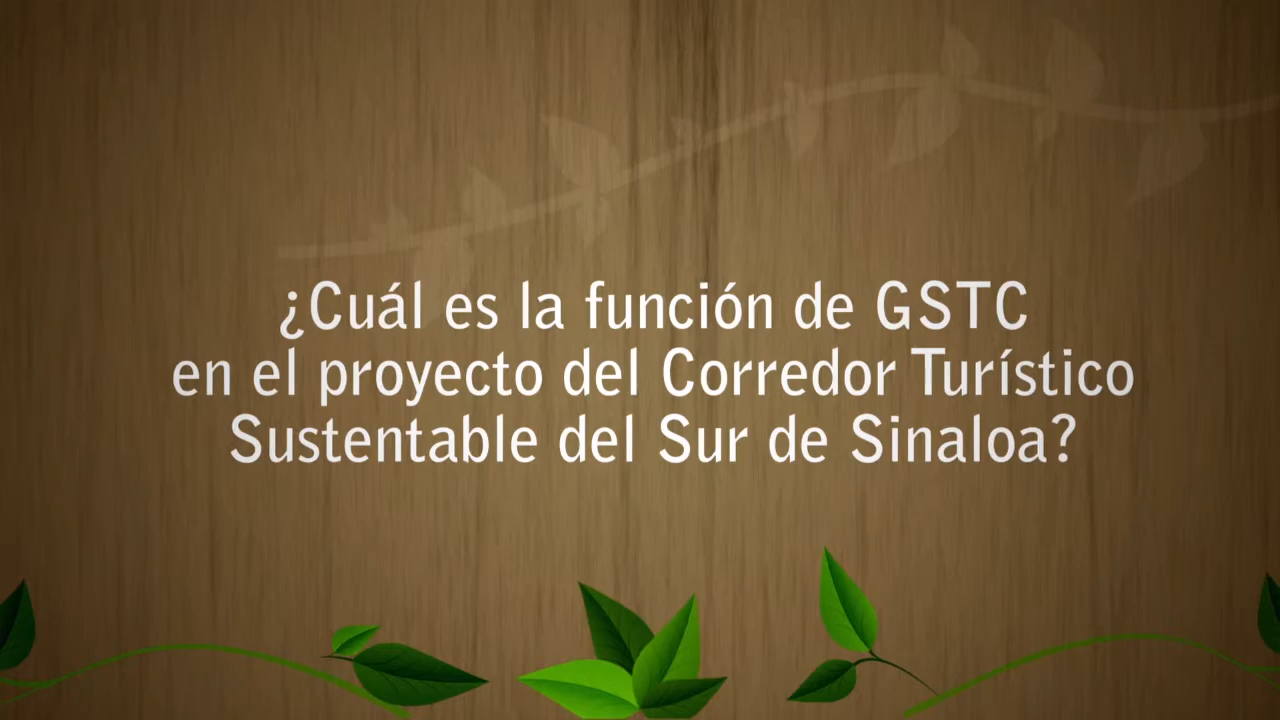 ¿Cuál es la función de GSTC
en el proyecto del Corredor Turístico
Sustentable del Sur de Sinaloa?